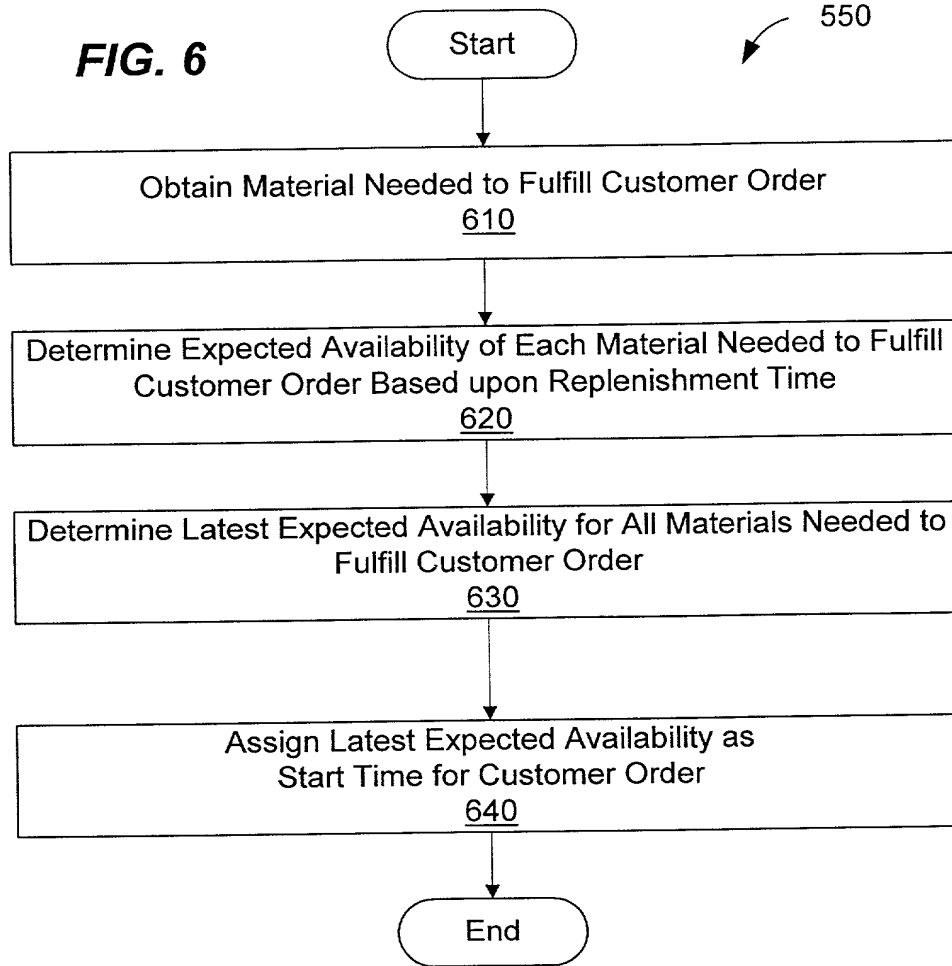 FIG. 6
Start
550
Obtain Material Needed to Fulfill Customer Order
610
Determine Expected Availability of Each Material Needed to Fulfill
Customer Order Based upon Replenishment Time
620
Determine Latest Expected Availability for All Materials Needed to
Fulfill Customer Order
630
Assign Latest Expected Availability as
Start Time for Customer Order
640
End